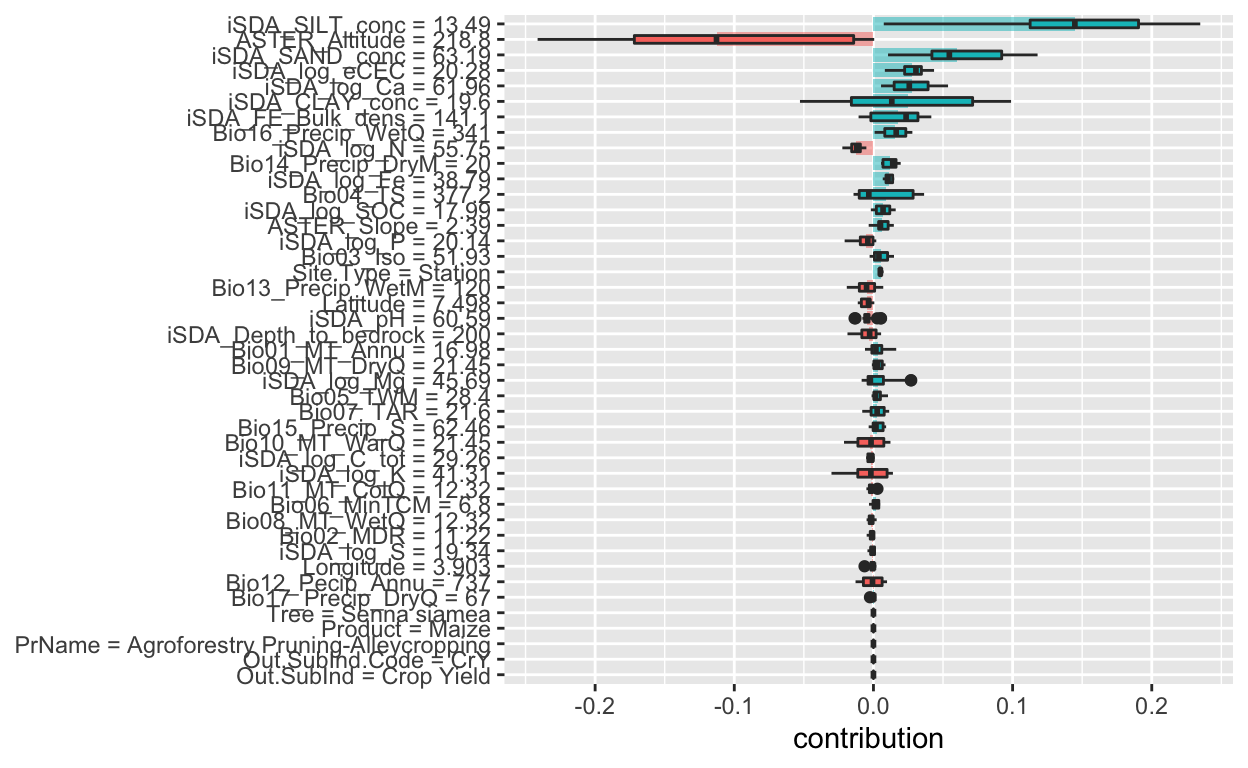 iSDA_SILT_conc = 13.49
ASTER_Altitude = 218.8
iSDA_SAND_conc = 63.19
iSDA_log_eCEC = 20.28
iSDA_log_Ca = 61.96
iSDA_CLAY_conc = 19.6
iSDA_FE_Bulk_dens = 141.1
Bio16_Precip_WetQ = 341
iSDA_log_N = 55.75
Bio14_Precip_DryM = 20
iSDA_log_Fe = 38.79
Bio04_TS = 377.2
iSDA_log_SOC = 17.99
ASTER_Slope = 2.39
iSDA_log_P = 20.14
Bio03_Iso = 51.93
Site.Type = Station
Bio13_Precip_WetM = 120
Latitude = 7.498
iSDA_pH = 60.59
iSDA_Depth_to_bedrock = 200
Bio01_MT_Annu = 16.98
Bio09_MT_DryQ = 21.45
iSDA_log_Mg = 45.69
Bio05_TWM = 28.4
Bio07_TAR = 21.6
Bio15_Precip_S = 62.46
Bio10_MT_WarQ = 21.45
iSDA_log_C_tot = 29.26
iSDA_log_K = 41.31
Bio11_MT_ColQ = 12.32
Bio06_MinTCM = 6.8
Bio08_MT_WetQ = 12.32
Bio02_MDR = 11.22
iSDA_log_S = 19.34
Longitude = 3.903
Bio12_Pecip_Annu = 737
Bio17_Precip_DryQ = 67
Tree = Senna siamea
Product = Maize
PrName = Agroforestry Pruning-Alleycropping
Out.SubInd.Code = CrY
Out.SubInd = Crop Yield
-0.2 -0.1 0.0 0.1 0.2
contribution